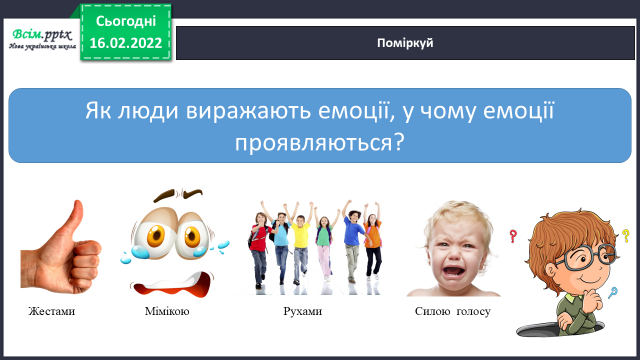 Всім.pptx
Нова українська школа
Сьогодні
16.02.2022
Поміркуй
Як люди виражають емоції, у чому емоції
проявляються?
Жестами
Мімікою
Рухами
Силою голосу